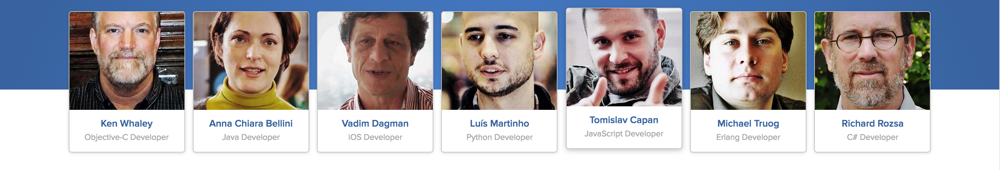 Ken Whaley
Objective-C Developer
Anna Chiara Bellini
Java Developer
Vadim Dagman
iOS Developer
Luís Martinho
Python Developer
Tomislav Capan
JavaScript Developer
Michael Truog
Erlang Developer
Richard Rozsa
C# Developer